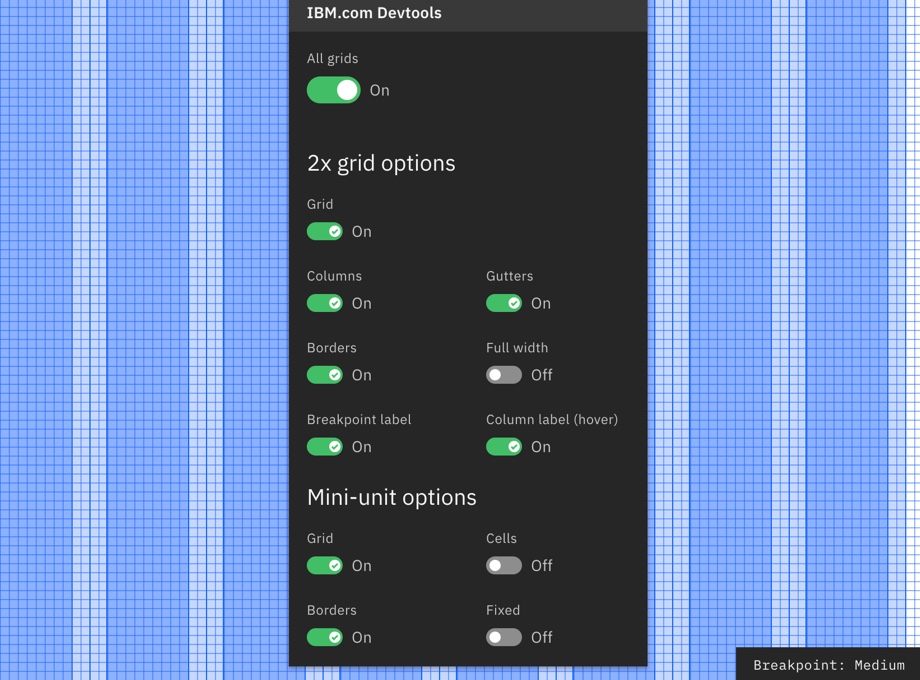 IBM.com Devtools
All grids
On
2x grid options
Grid
On
Columns
Gutters
On
On
Borders
Full width
On
Off
Breakpoint label
Column label (hover)
On
On
Mini-unit options
Grid
Cells
On
Off
Borders
Fixed
On
Off
Breakpoint: Medium